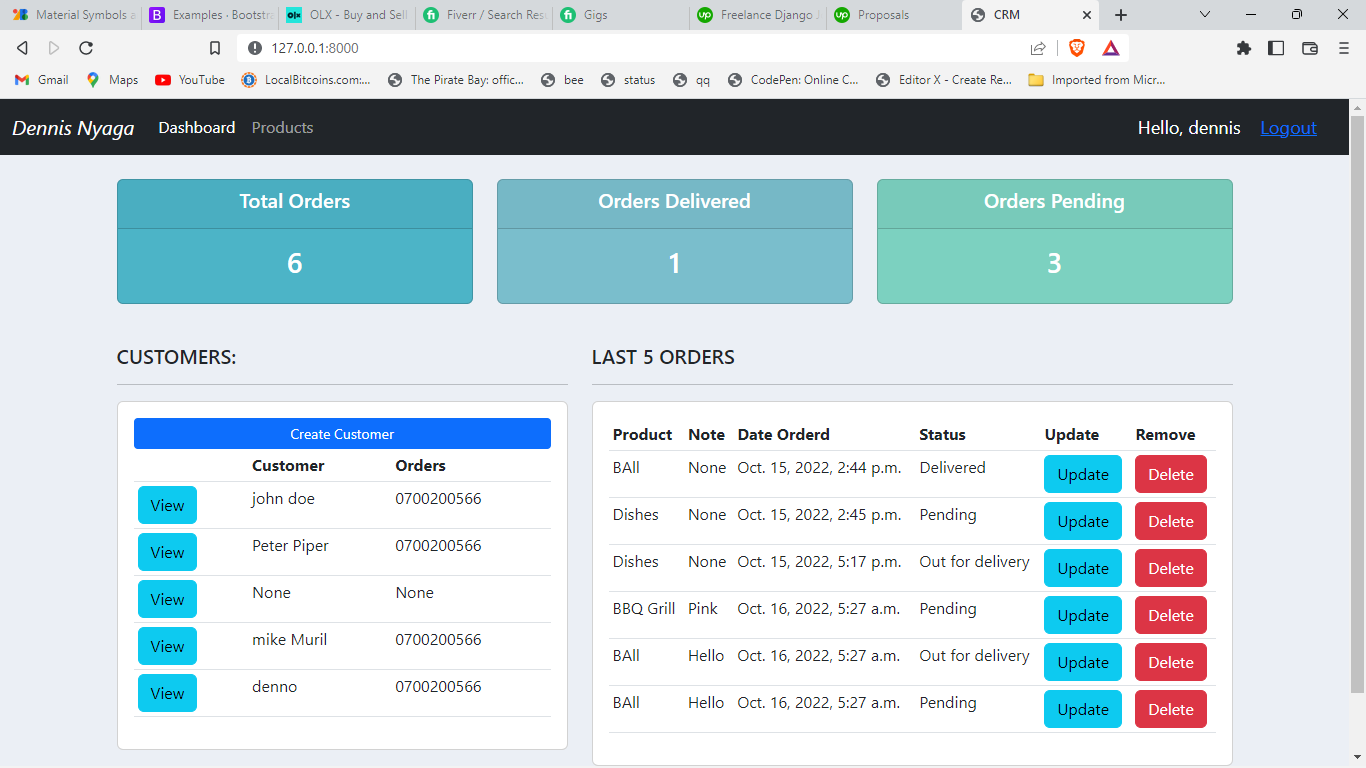 Material Symbols a
Examples · Bootstra
OLX - Buy and Sell
Fiverr / Search Res
Gigs
Freelance Django J
Proposals
CRM
127.0.0.1:8000
Gmail
Maps
YouTube
LocalBitcoins.com:...
The Pirate Bay: offic...
bee
status
qq
CodePen: Online C...
Editor X - Create Re...
Imported from Micr...
Dennis Nyaga Dashboard Products Hello, dennis Logout
Total Orders
6
Orders Delivered
1
Orders Pending
3
CUSTOMERS:
Create Customer
Customer Orders
View john doe 0700200566
View Peter Piper 0700200566
View None None
View mike Muril 0700200566
View denno 0700200566
LAST 5 ORDERS
Product Note Date Orderd Status Update Remove
BAll None Oct. 15, 2022, 2:44 p.m. Delivered Update Delete
Dishes None Oct. 15, 2022, 2:45 p.m. Pending Update Delete
Dishes None Oct. 15, 2022, 5:17 p.m. Out for delivery Update Delete
BBQ Grill Pink Oct. 16, 2022, 5:27 a.m. Pending Update Delete
BAll Hello Oct. 16, 2022, 5:27 a.m. Out for delivery Update Delete
BAll Hello Oct. 16, 2022, 5:27 a.m. Pending Update Delete